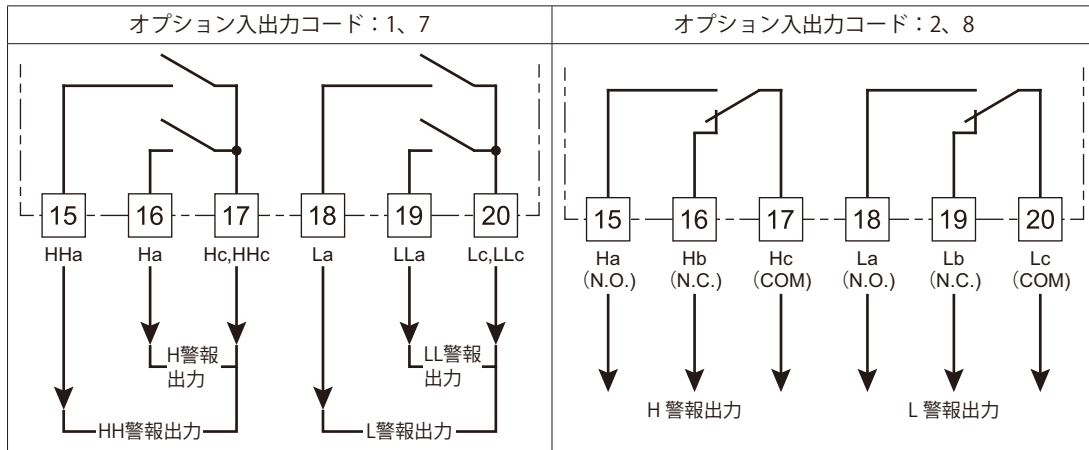 オプション入出力コード：1、7
15 16 17 18 19 20
HHa Ha Hc,HHc La LLa Lc,LLc
H警報
出力
LL警報
出力
HH警報出力
L警報出力
オプション入出力コード：2、8
15 16 17 18 19 20
Ha Hb Hc La Lb Lc
(N.O.) (N.C.) (COM) (N.O.) (N.C.) (COM)
H 警報出力
L 警報出力